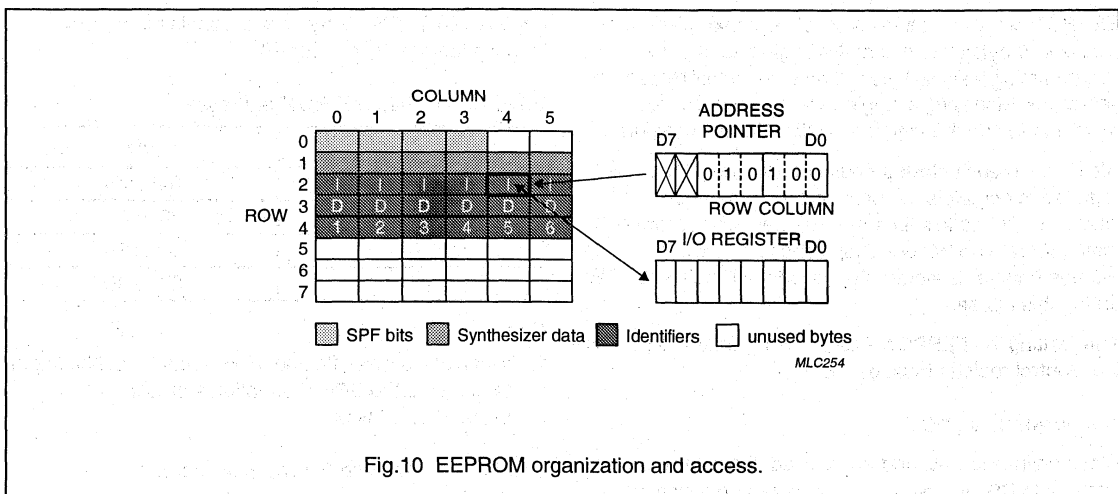 COLUMN
0 1 2 3 4 5
ADDRESS
POINTER
D7 D0
0 1 0 1 0 0
ROW COLUMN
D7 I/O REGISTER D0
ROW
0
1
2 I I I I I
3 D D D D D D
4 1 2 3 4 5 6
5
6
7
SPF bits Synthesizer data Identifiers unused bytes
MLC254
Fig.10 EEPROM organization and access.